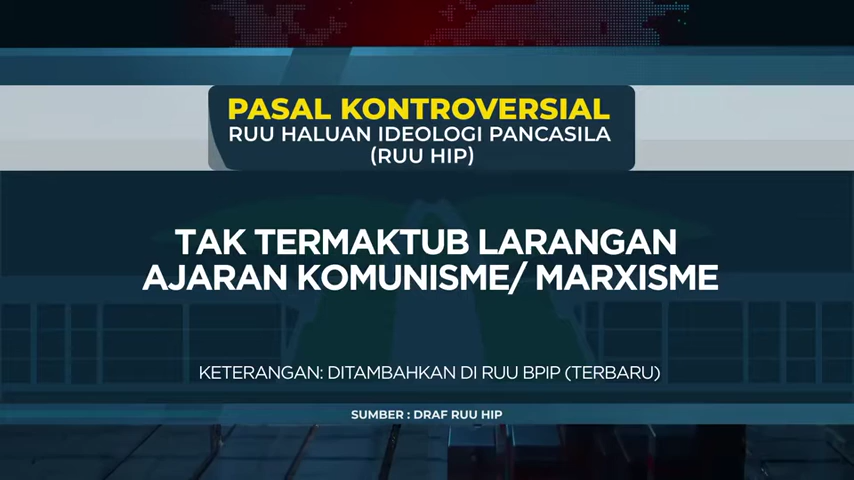 PASAL KONTROVERSIAL
RUU HALUAN IDEOLOGI PANCASILA
(RUU HIP)
TAK TERMAKTUB LARANGAN
AJARAN KOMUNISME/ MARXISME
KETERANGAN: DITAMBAHKAN DI RUU BPIP (TERBARU)
SUMBER : DRAF RUU HIP